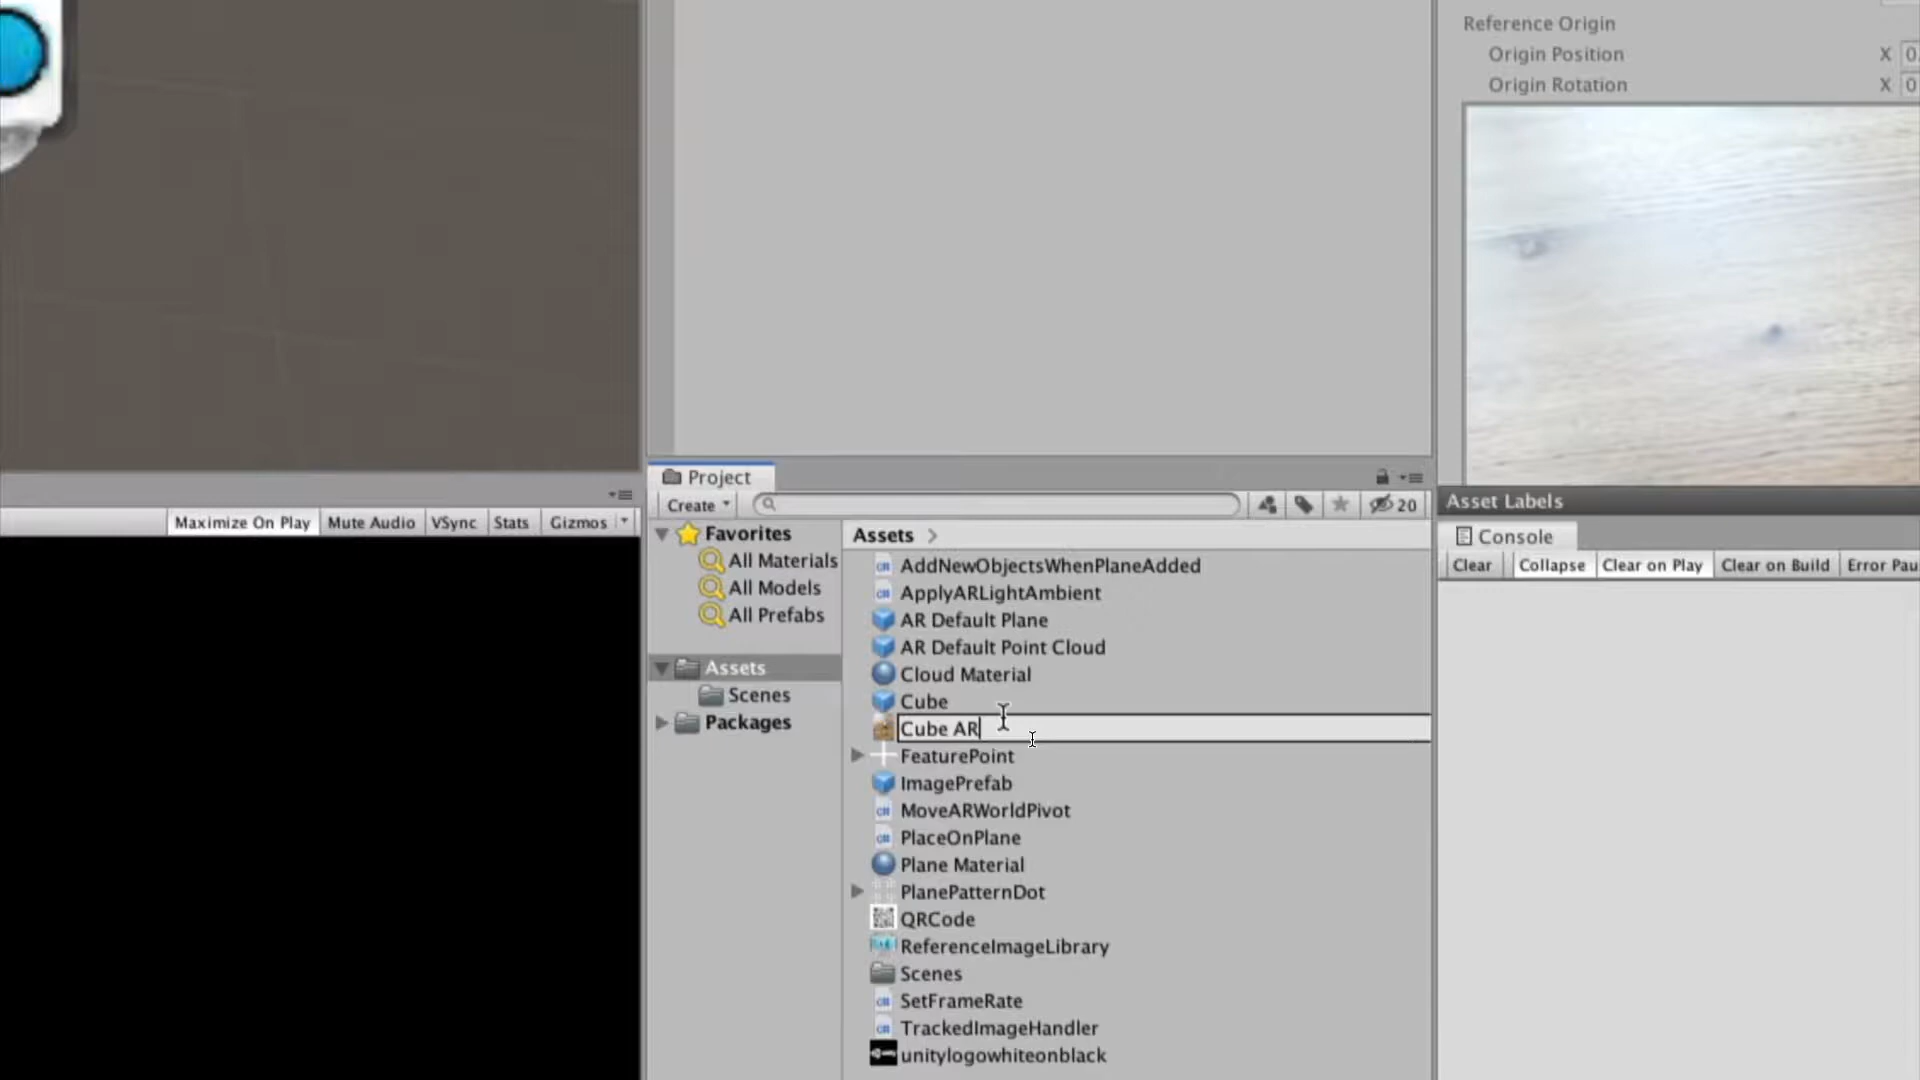 Reference Origin
Origin Position X 0
Origin Rotation X 0
Project
Create
20
Maximize On Play Mute Audio VSync Stats Gizmos
Favorites
All Materials
All Models
All Prefabs
Assets
Scenes
Packages
Assets
AddNewObjectsWhenPlaneAdded
ApplyARLightAmbient
AR Default Plane
AR Default Point Cloud
Cloud Material
Cube
Cube AR
FeaturePoint
ImagePrefab
MoveARWorldPivot
PlaceOnPlane
Plane Material
PlanePatternDot
QRCode
ReferenceImageLibrary
Scenes
SetFrameRate
TrackedImageHandler
unitylogowhiteonblack
Asset Labels
Console
Clear Collapse Clear on Play Clear on Build Error Pau